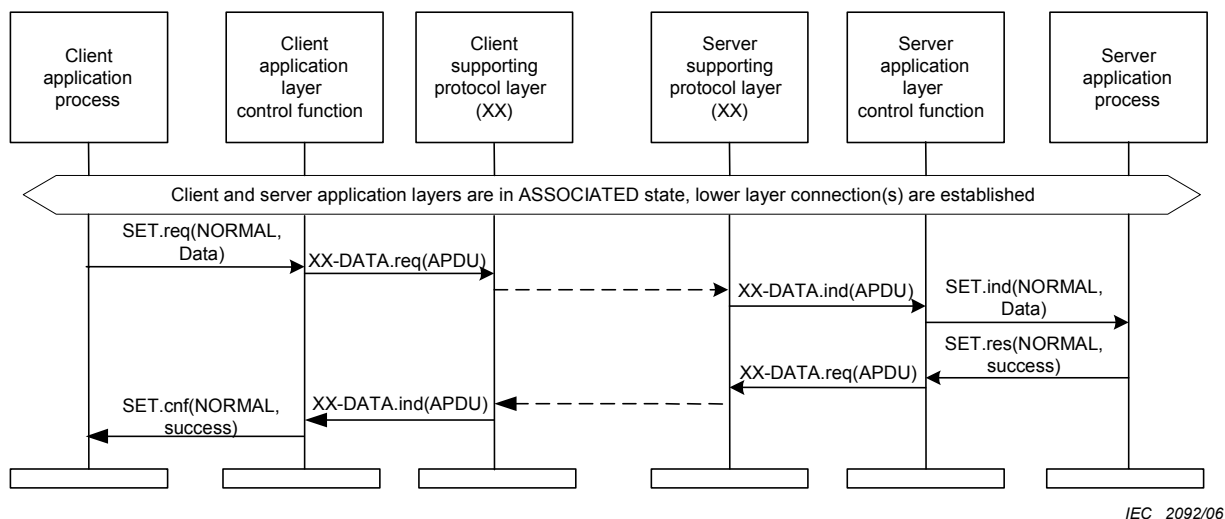 Client
application
process
Client
application
layer
control function
Client
supporting
protocol layer
(XX)
Server
supporting
protocol layer
(XX)
Server
application
layer
control function
Server
application
process
Client and server application layers are in ASSOCIATED state, lower layer connection(s) are established
SET.req(NORMAL,
Data)
XX-DATA.req(APDU)
XX-DATA.ind(APDU)
SET.ind(NORMAL,
Data)
SET.res(NORMAL,
success)
XX-DATA.req(APDU)
XX-DATA.ind(APDU)
SET.cnf(NORMAL,
success)
IEC 2092/06